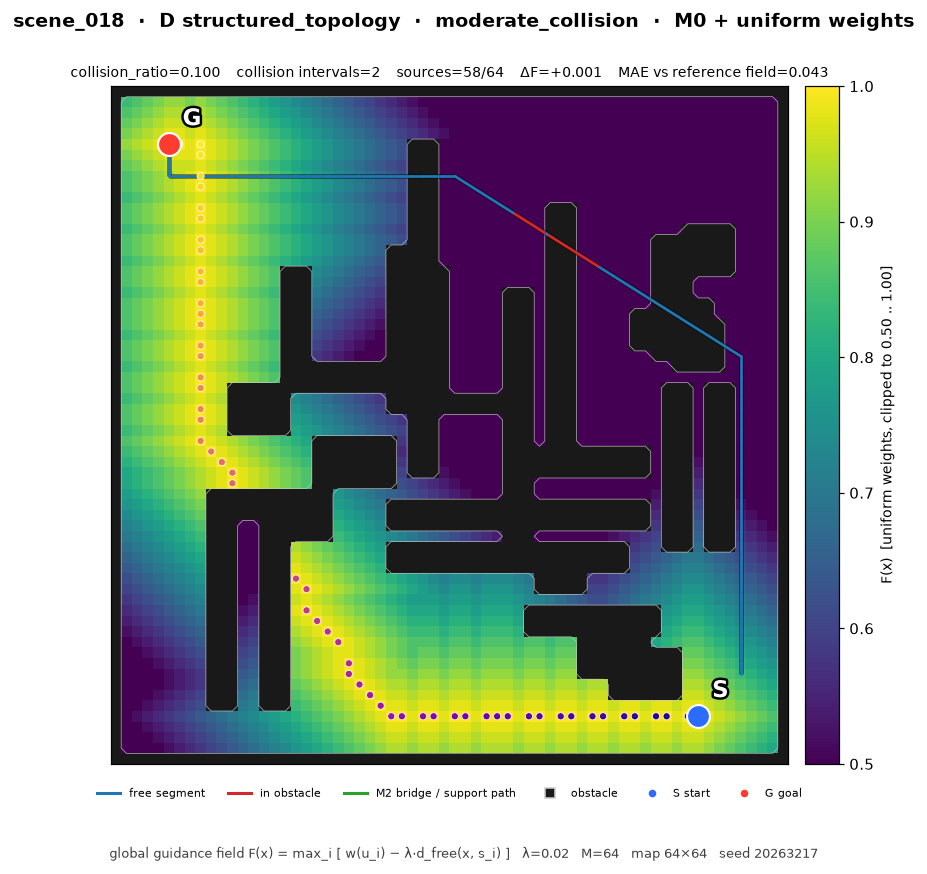 scene_018 · D structured_topology · moderate_collision · M0 + uniform weights
collision_ratio=0.100 collision intervals=2 sources=58/64 ΔF=+0.001 MAE vs reference field=0.043
G
S
1.0
0.9
0.8
0.7
0.6
0.5
F(x) [uniform weights, clipped to 0.50 .. 1.00]
free segment in obstacle M2 bridge / support path obstacle S start G goal
global guidance field F(x) = max_i [ w(u_i) − λ·d_free(x, s_i) ] λ=0.02 M=64 map 64×64 seed 20263217